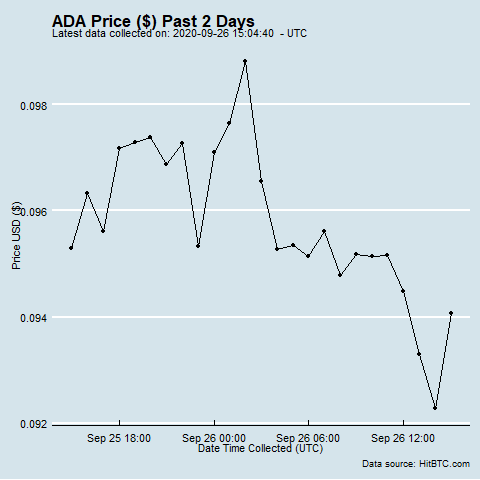 ADA Price ($) Past 2 Days
Latest data collected on: 2020-09-26 15:04:40  - UTC
0.098
0.096
0.094
0.092
Price USD ($)
Sep 25 18:00
Sep 26 00:00
Sep 26 06:00
Sep 26 12:00
Date Time Collected (UTC)
Data source: HitBTC.com